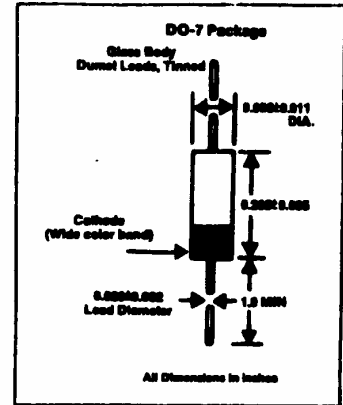 DO-7 Package
Glass Body
Dumet Leads, Tinned
DIA.
Cathode
(Wide color band)
1.0 MIN
Lead Diameter
All Dimensions in Inches